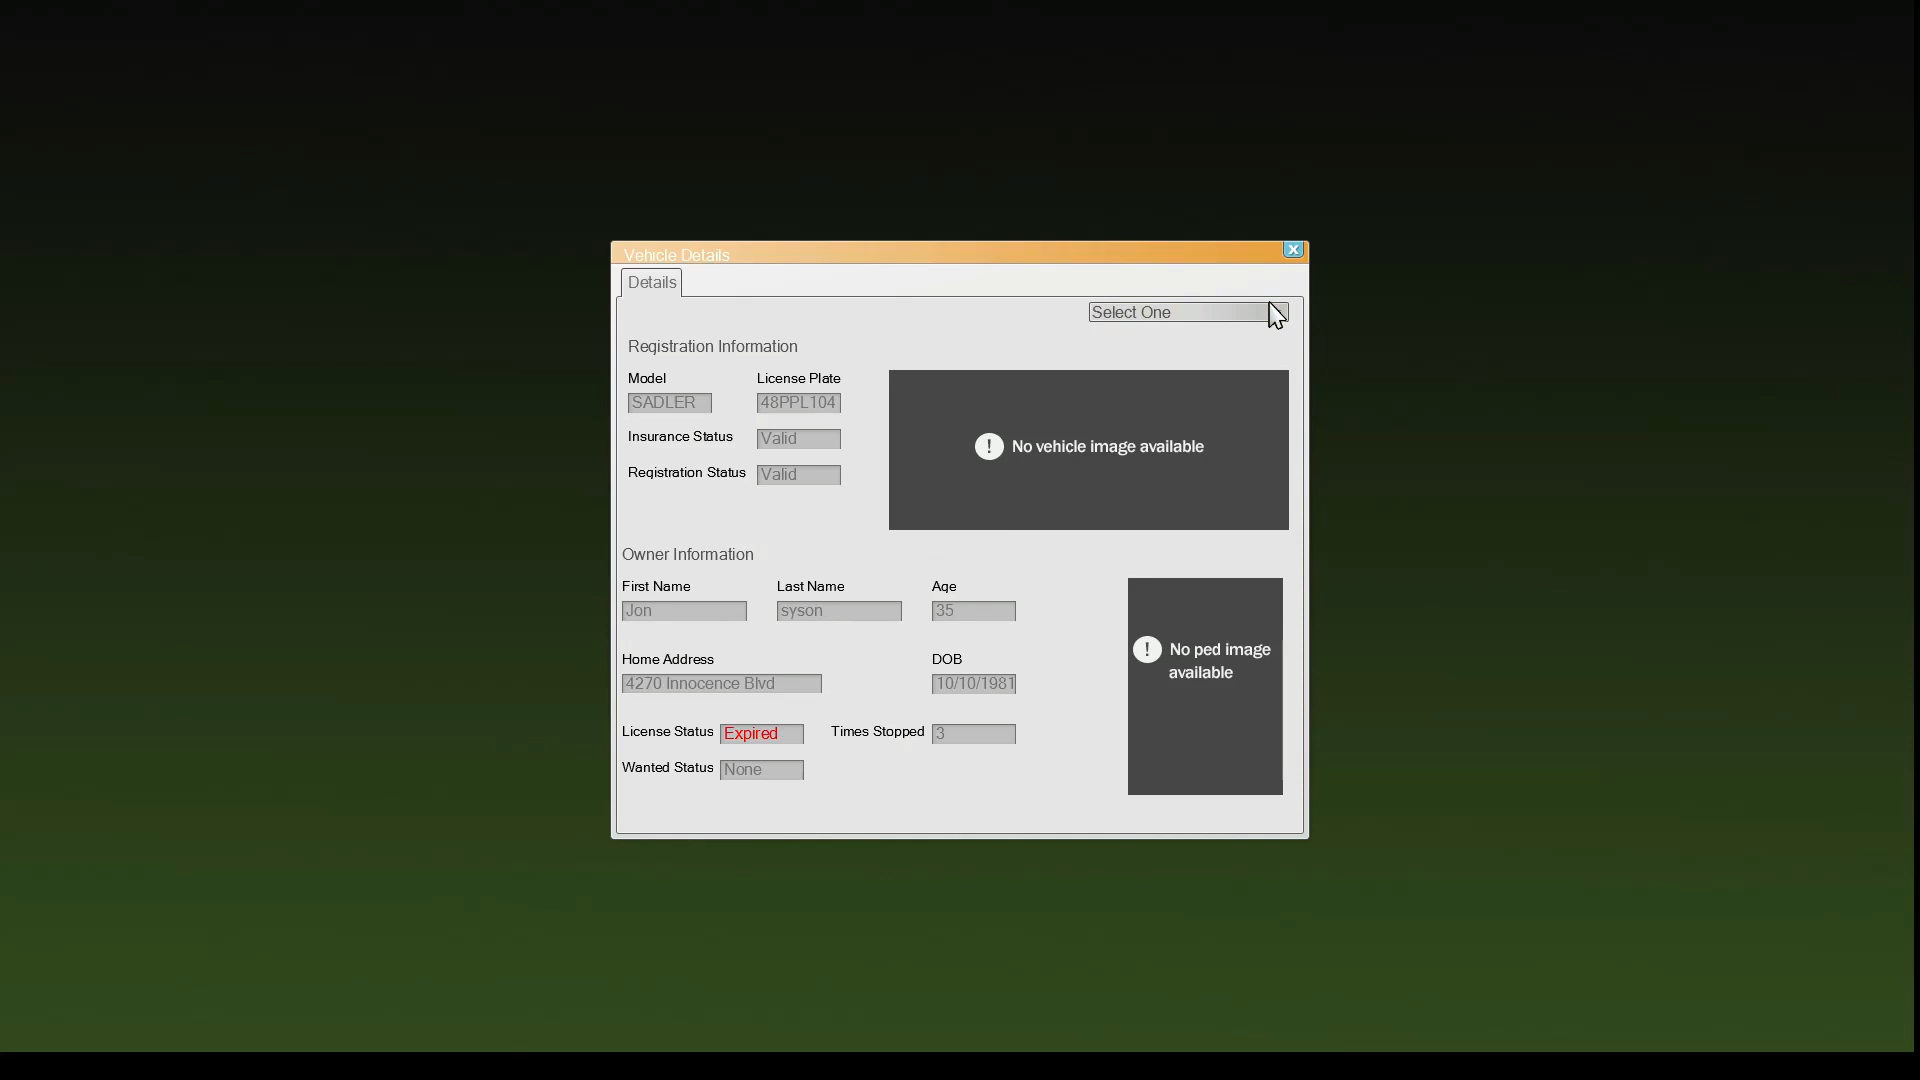 Vehicle Details
Details
Select One
Registration Information
Model License Plate
SADLER 48PPL104
Insurance Status Valid
Registration Status Valid
! No vehicle image available
Owner Information
First Name Last Name Age
Jon syson 35
Home Address DOB
4270 Innocence Blvd 10/10/1981
License Status Expired Times Stopped 3
Wanted Status None
! No ped image
available